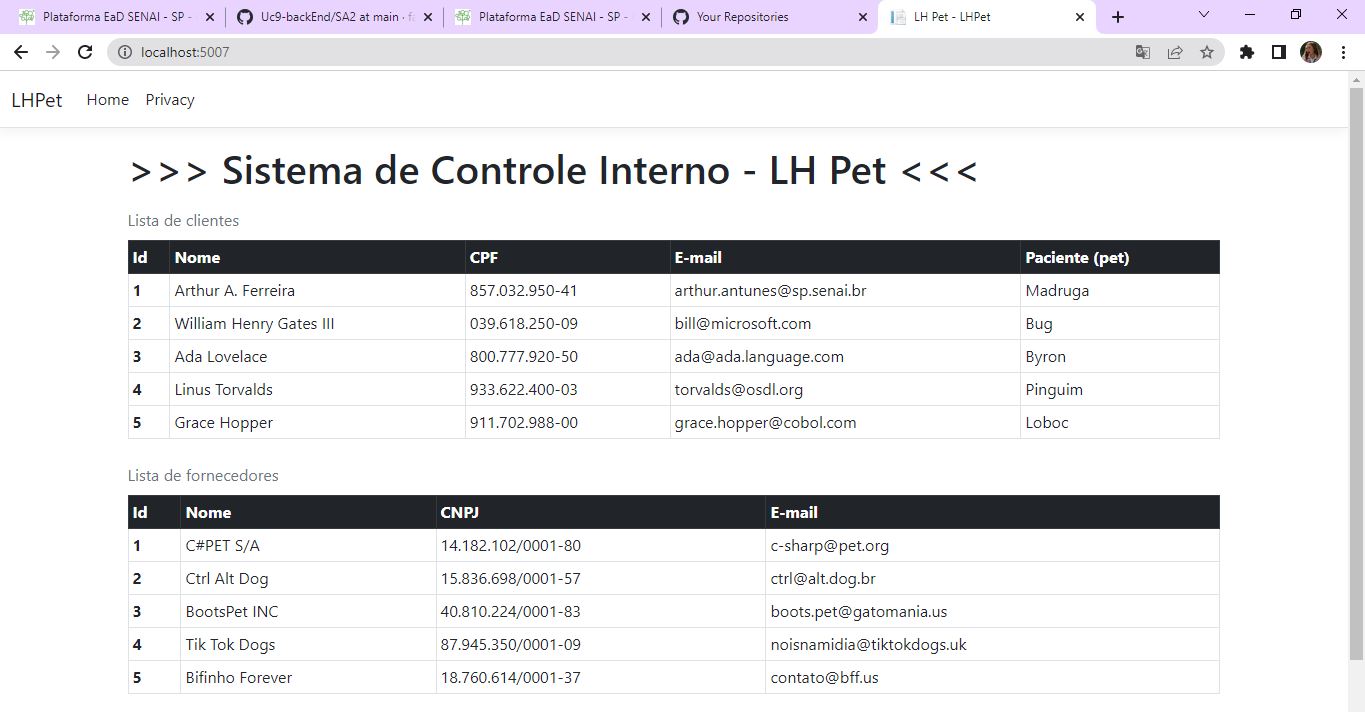 Plataforma EaD SENAI - SP - Uc9-backEnd/SA2 at main · f Plataforma EaD SENAI - SP - Your Repositories LH Pet - LHPet
localhost:5007
LHPet Home Privacy
>>> Sistema de Controle Interno - LH Pet <<<
Lista de clientes
Id Nome CPF E-mail Paciente (pet)
1 Arthur A. Ferreira 857.032.950-41 arthur.antunes@sp.senai.br Madruga
2 William Henry Gates III 039.618.250-09 bill@microsoft.com Bug
3 Ada Lovelace 800.777.920-50 ada@ada.language.com Byron
4 Linus Torvalds 933.622.400-03 torvalds@osdl.org Pinguim
5 Grace Hopper 911.702.988-00 grace.hopper@cobol.com Loboc
Lista de fornecedores
Id Nome CNPJ E-mail
1 C#PET S/A 14.182.102/0001-80 c-sharp@pet.org
2 Ctrl Alt Dog 15.836.698/0001-57 ctrl@alt.dog.br
3 BootsPet INC 40.810.224/0001-83 boots.pet@gatomania.us
4 Tik Tok Dogs 87.945.350/0001-09 noisnamidia@tiktokdogs.uk
5 Bifinho Forever 18.760.614/0001-37 contato@bff.us